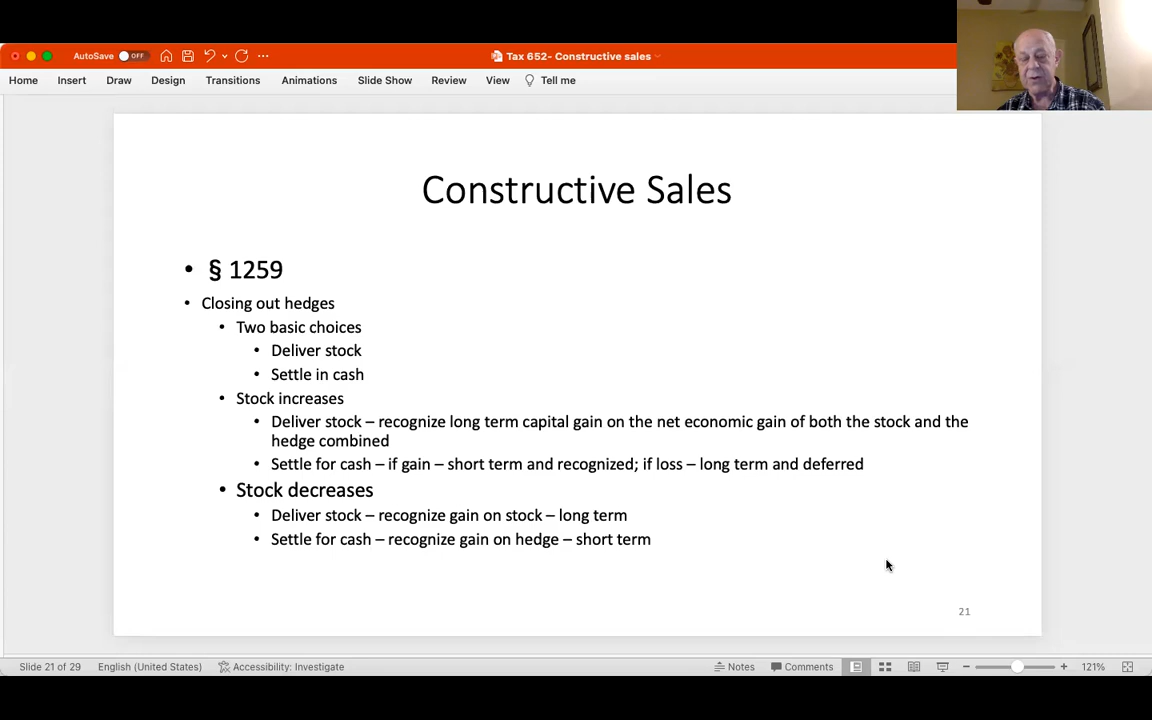 AutoSave OFF
Tax 652- Constructive sales
Home Insert Draw Design Transitions Animations Slide Show Review View Tell me
Constructive Sales
• § 1259
• Closing out hedges
• Two basic choices
• Deliver stock
• Settle in cash
• Stock increases
• Deliver stock – recognize long term capital gain on the net economic gain of both the stock and the
hedge combined
• Settle for cash – if gain – short term and recognized; if loss – long term and deferred
• Stock decreases
• Deliver stock – recognize gain on stock – long term
• Settle for cash – recognize gain on hedge – short term
21
Slide 21 of 29 English (United States) Accessibility: Investigate Notes Comments 121%